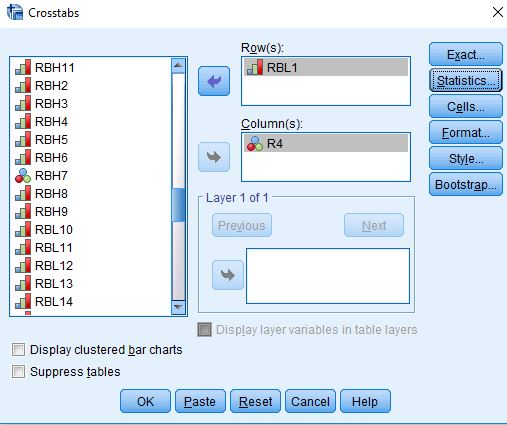 Crosstabs
RBH11
RBH2
RBH3
RBH4
RBH5
RBH6
RBH7
RBH8
RBH9
RBL10
RBL11
RBL12
RBL13
RBL14
Row(s):
RBL1
Column(s):
R4
Layer 1 of 1
Previous
Next
Display layer variables in table layers
Exact...
Statistics...
Cells...
Format...
Style...
Bootstrap...
Display clustered bar charts
Suppress tables
OK
Paste
Reset
Cancel
Help